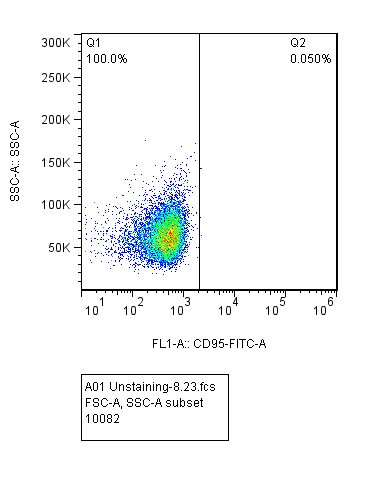 300K
Q1
Q2
100.0%
0.050%
250K
200K
150K
100K
50K
SSC-A:: SSC-A
10^1 10^2 10^3 10^4 10^5 10^6
FL1-A:: CD95-FITC-A
A01 Unstaining-8.23.fcs
FSC-A, SSC-A subset
10082